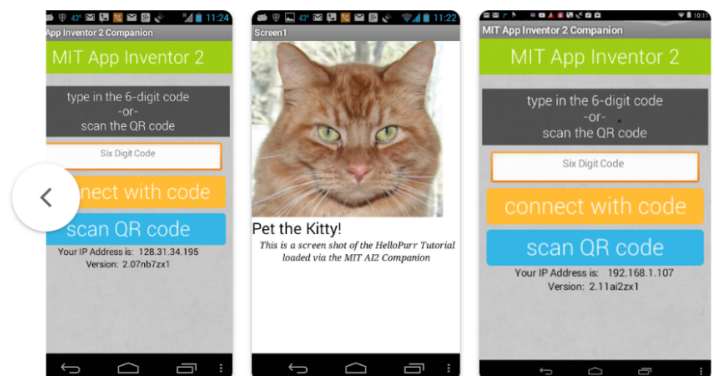 43° 11:24
App Inventor 2 Companion
MIT App Inventor 2
type in the 6-digit code
-or-
scan the QR code
Six Digit Code
nnect with code
scan QR code
Your IP Address is: 128.31.34.195
Version: 2.07nb7zx1
43° 11:22
Screen1
Pet the Kitty!
This is a screen shot of the HelloPurr Tutorial
loaded via the MIT AI2 Companion
10:11
MIT App Inventor 2 Companion
MIT App Inventor 2
type in the 6-digit code
-or-
scan the QR code
Six Digit Code
connect with code
scan QR code
Your IP Address is: 192.168.1.107
Version: 2.11ai2zx1